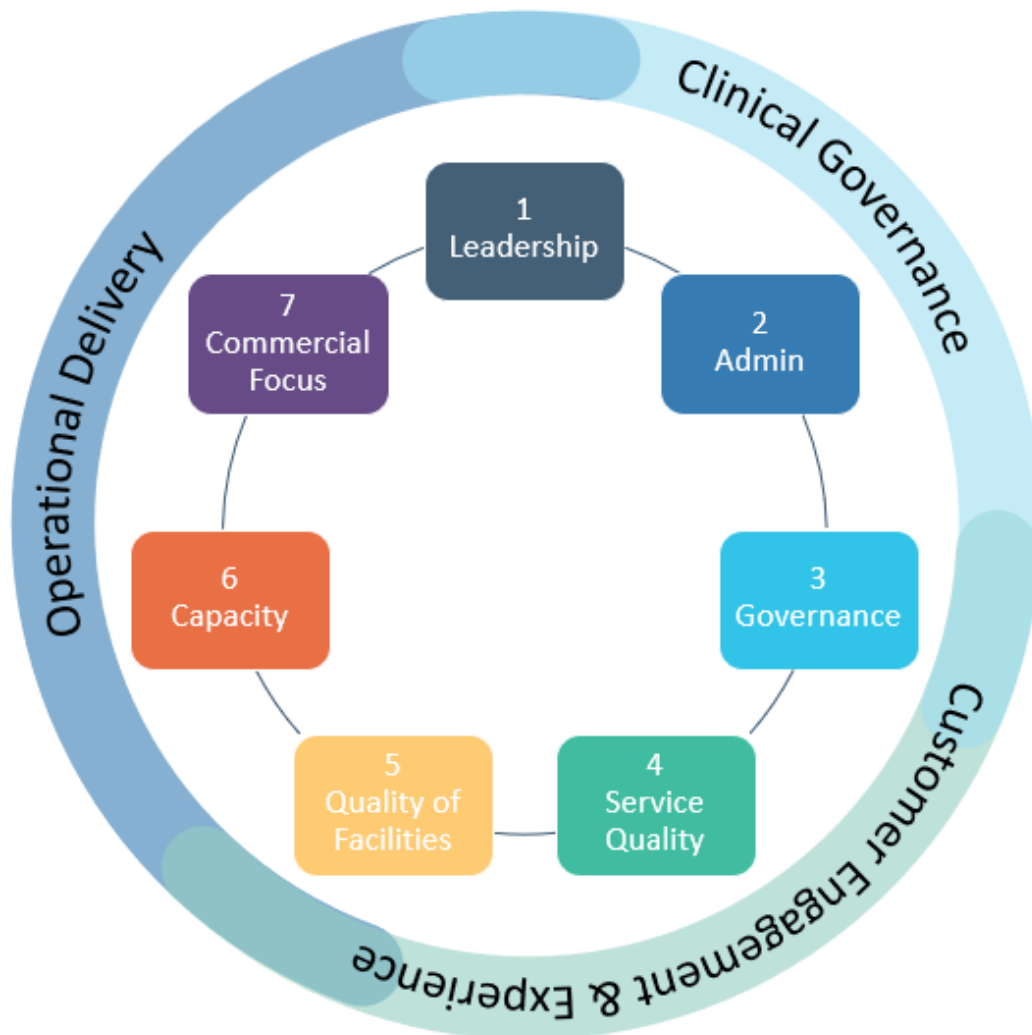 Clinical Governance
Customer Engagement & Experience
Operational Delivery
1
Leadership
2
Admin
3
Governance
4
Service
Quality
5
Quality of
Facilities
6
Capacity
7
Commercial
Focus